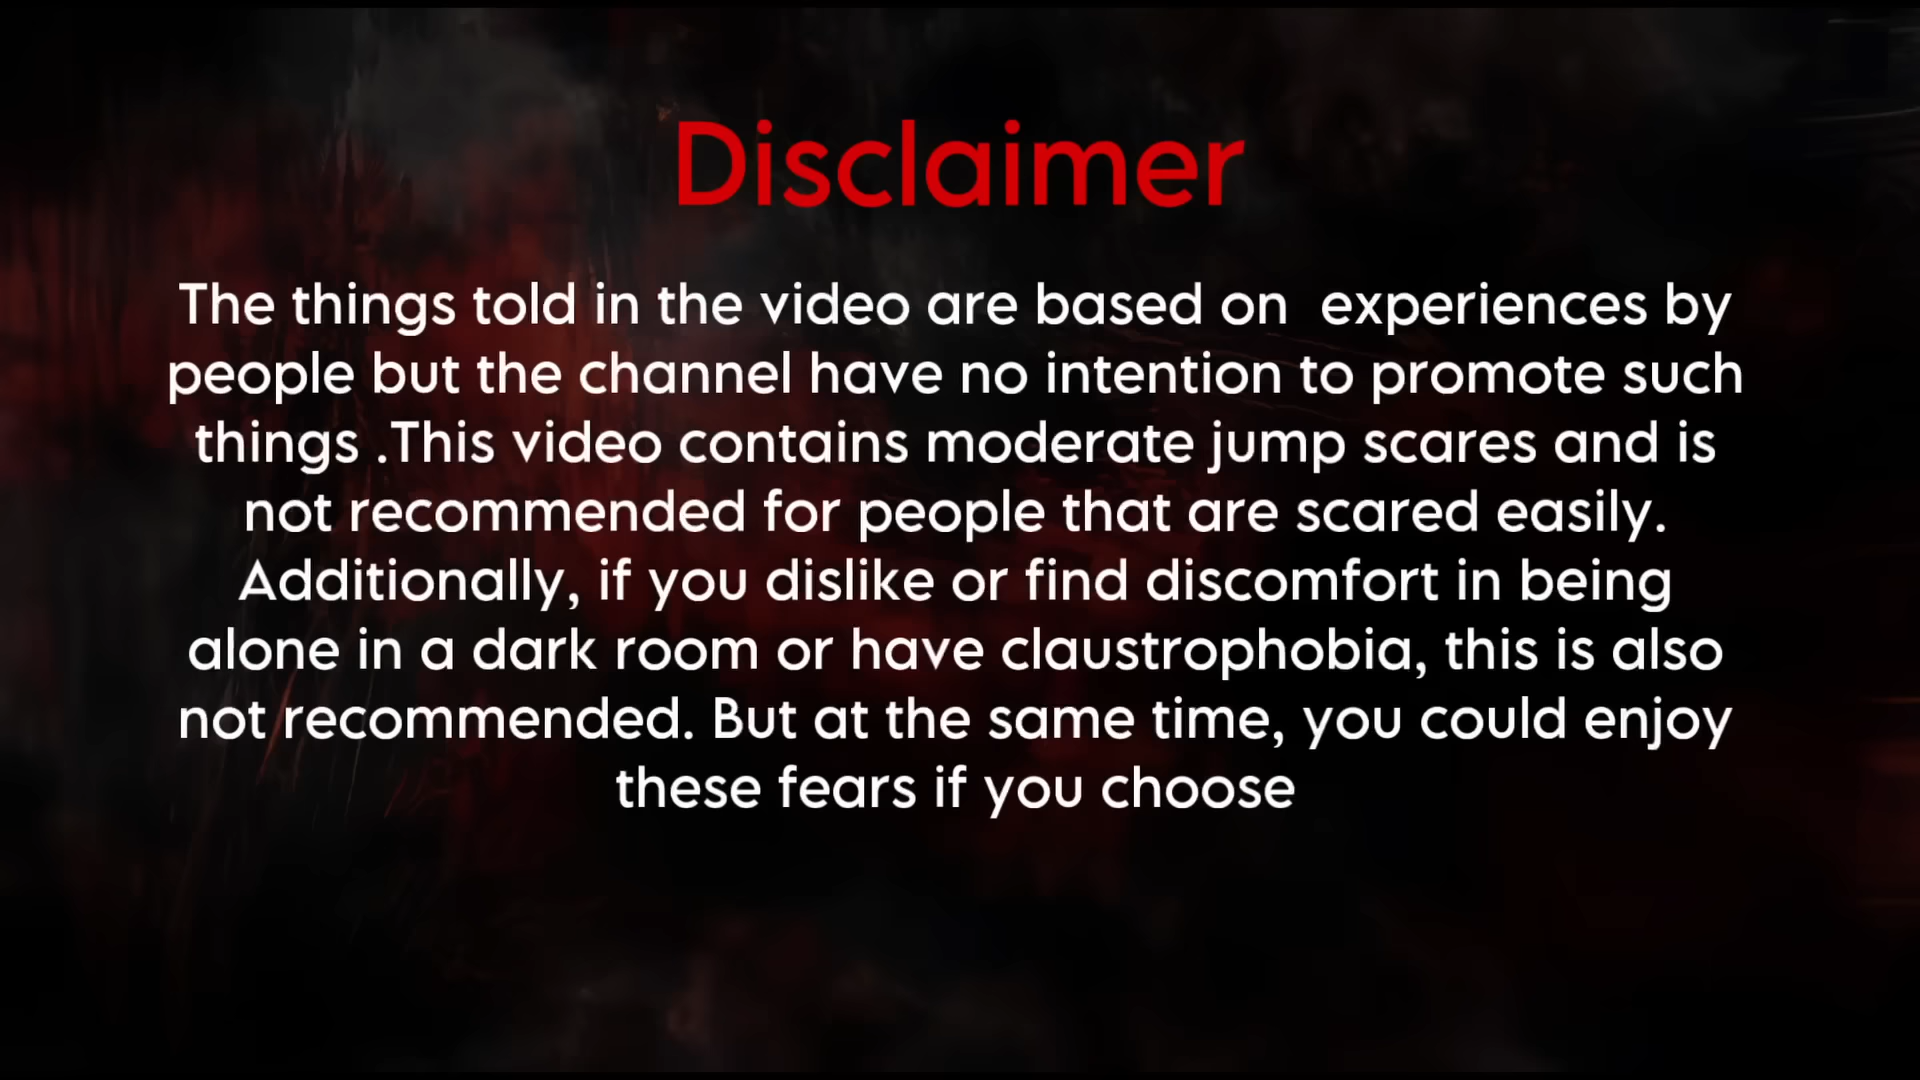 Disclaimer
The things told in the video are based on  experiences by
people but the channel have no intention to promote such
things .This video contains moderate jump scares and is
not recommended for people that are scared easily.
Additionally, if you dislike or find discomfort in being
alone in a dark room or have claustrophobia, this is also
not recommended. But at the same time, you could enjoy
these fears if you choose